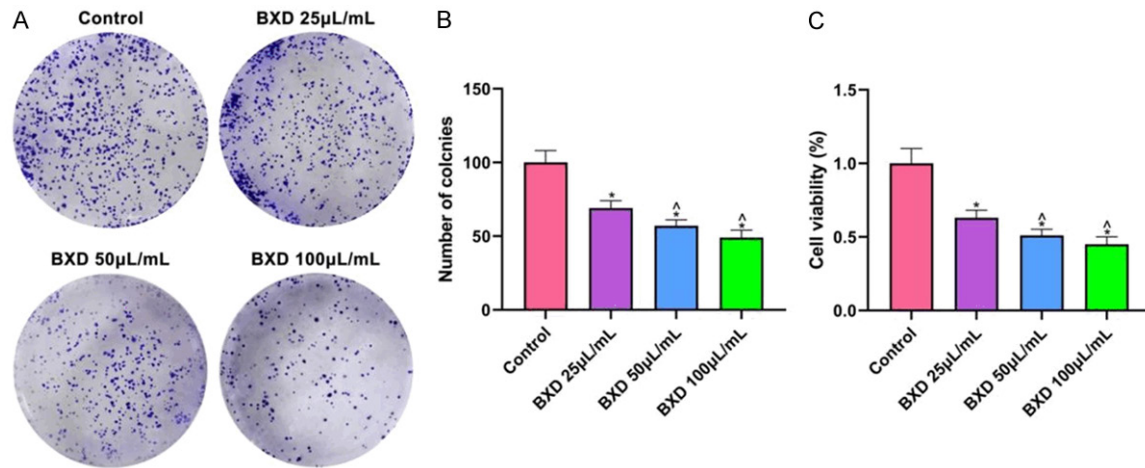 A
Control
BXD 25µL/mL
BXD 50µL/mL
BXD 100µL/mL
B
Number of colcnies
150
100
50
0
* ^ * ^ *
Control
BXD 25µL/mL
BXD 50µL/mL
BXD 100µL/mL
C
Cell viability (%)
1.5
1.0
0.5
0.0
* ^ * ^ *
Control
BXD 25µL/mL
BXD 50µL/mL
BXD 100µL/mL